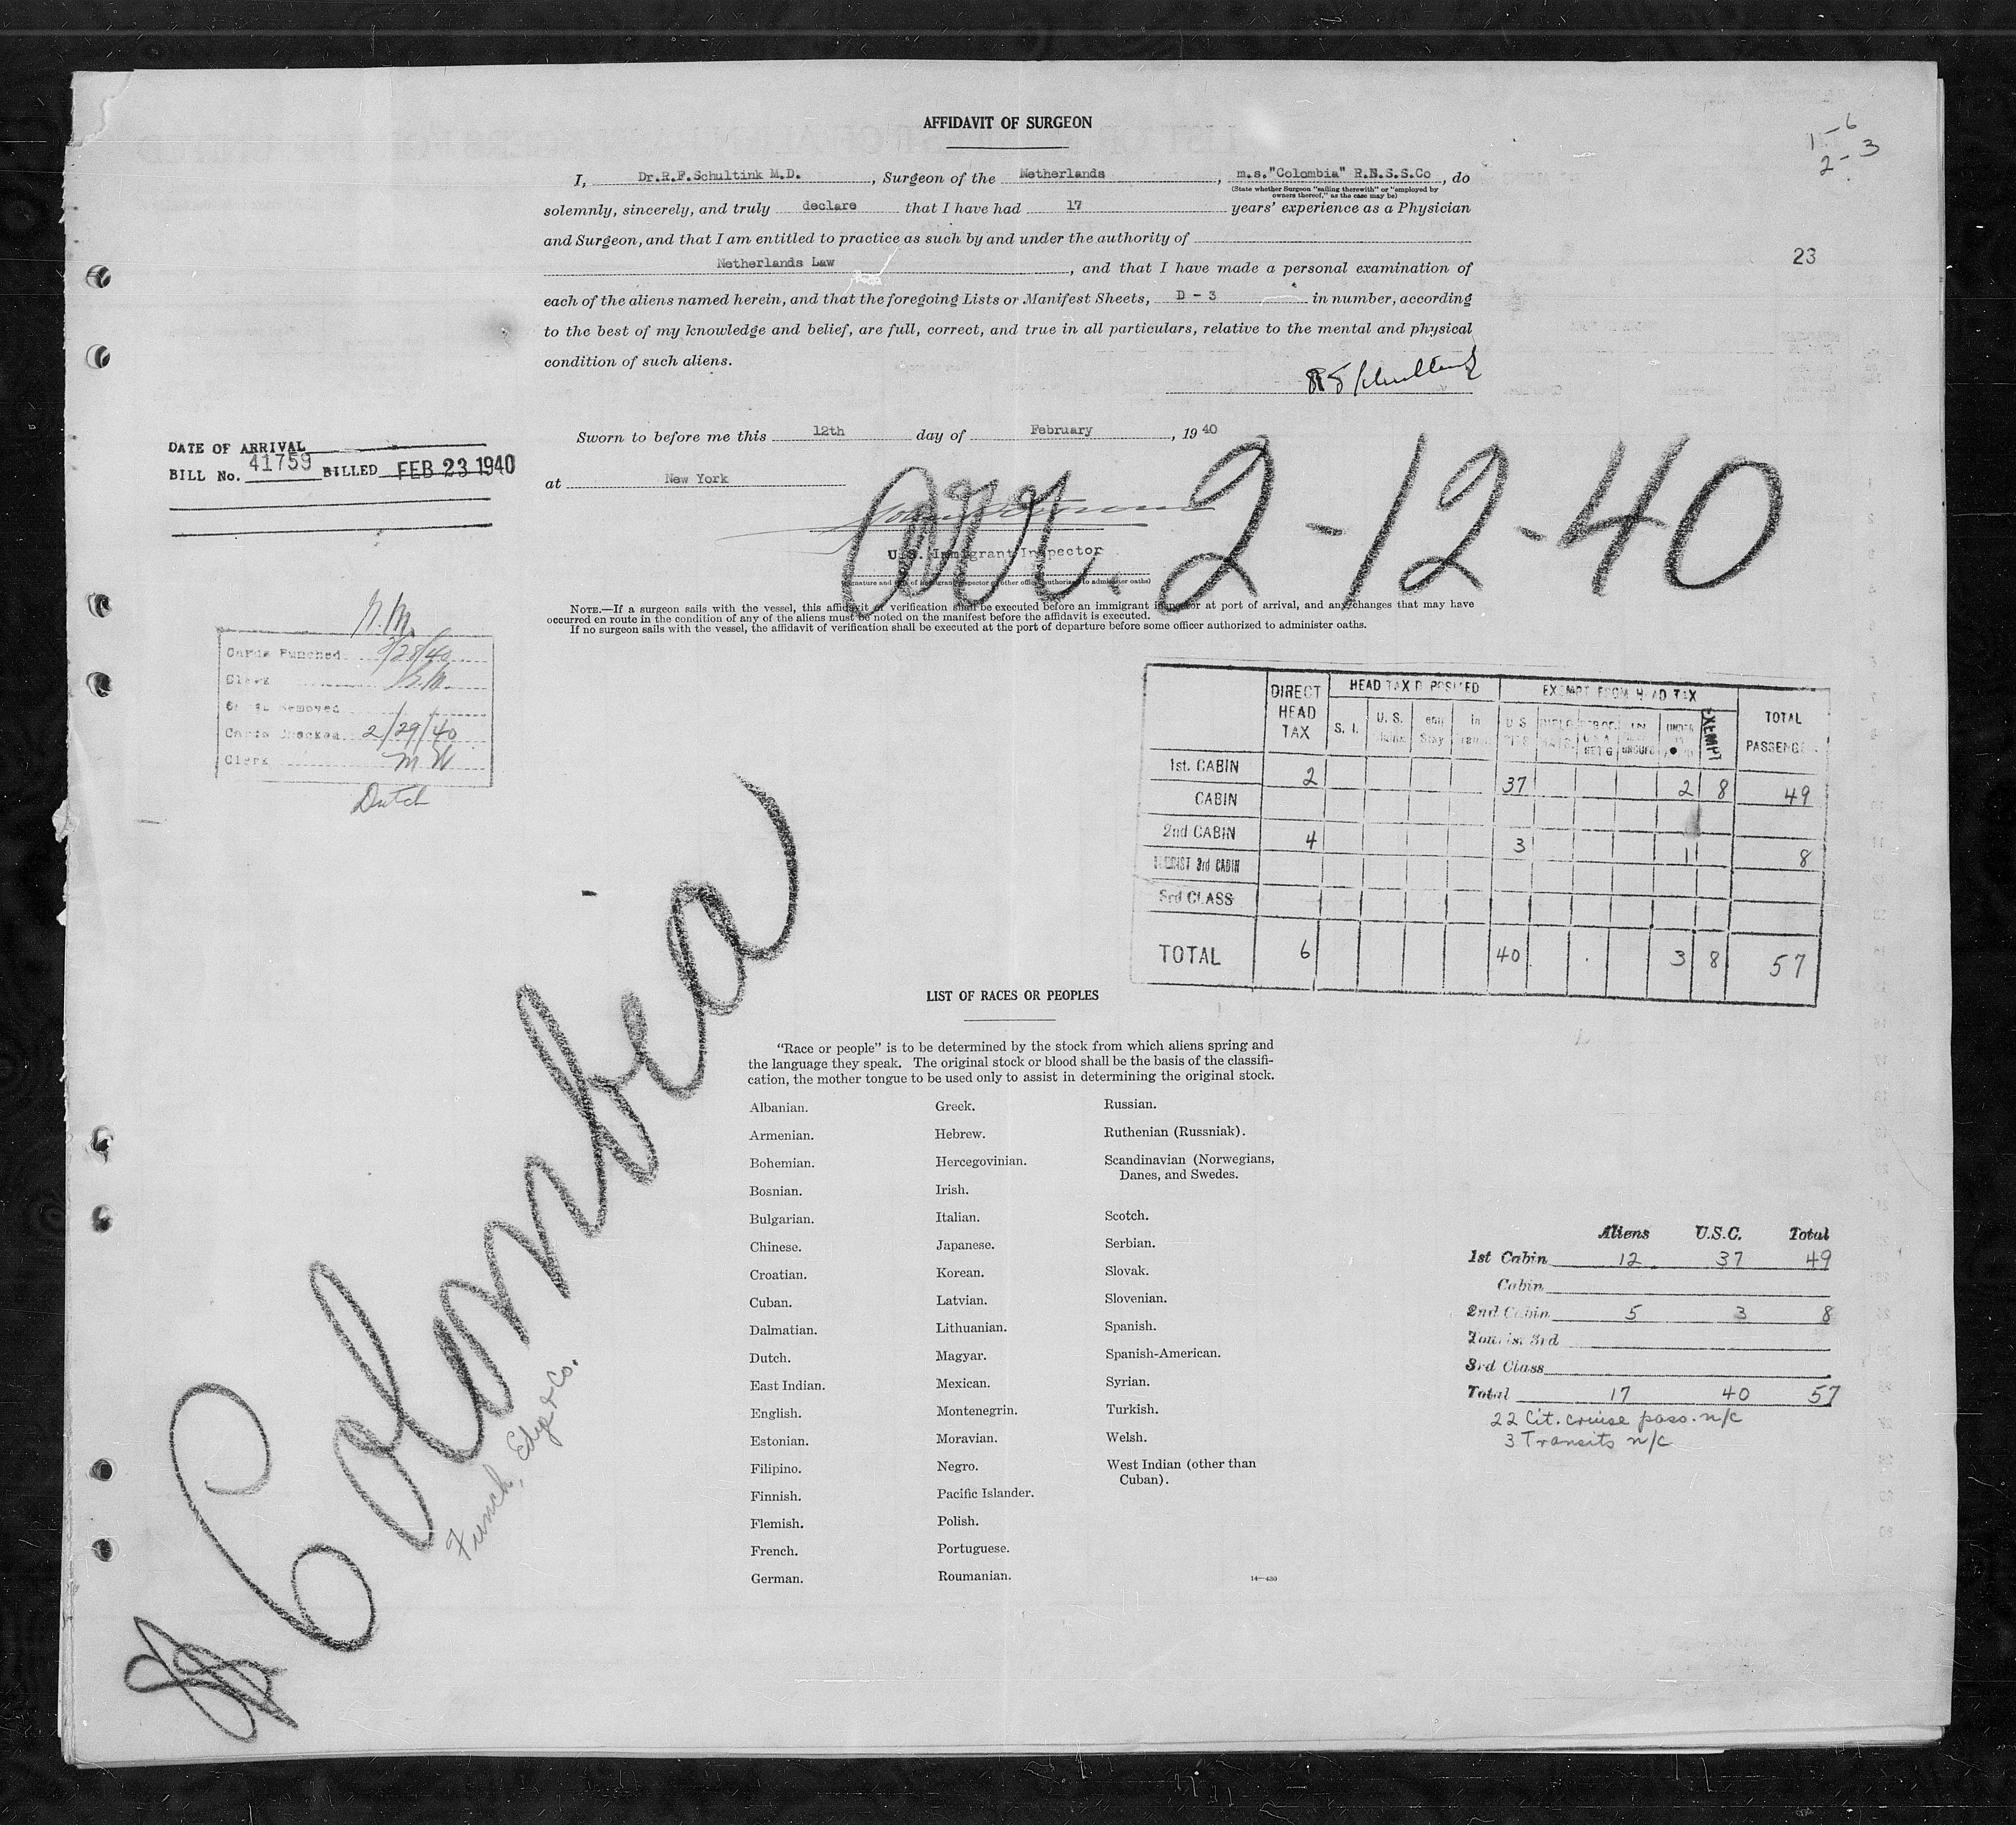 AFFIDAVIT OF SURGEON
1-6
2-3
23
I, Dr.R.F.Schultink M.D., Surgeon of the Netherlands, m.s."Colombia" R.N.S.S.Co, do
(State whether Surgeon "sailing therewith" or "employed by
owners thereof," as the case may be)
solemnly, sincerely, and truly declare that I have had 17 years' experience as a Physician
and Surgeon, and that I am entitled to practice as such by and under the authority of
Netherlands Law, and that I have made a personal examination of
each of the aliens named herein, and that the foregoing Lists or Manifest Sheets, D - 3 in number, according
to the best of my knowledge and belief, are full, correct, and true in all particulars, relative to the mental and physical
condition of such aliens.
Sworn to before me this 12th day of February, 1940
at New York
U.S. Immigrant Inspector
arr. 2-12-40
DATE OF ARRIVAL
BILL No. 41759 BILLED FEB 23 1940
NOTE.—If a surgeon sails with the vessel, this affidavit of verification shall be executed before an immigrant inspector at port of arrival, and any changes that may have
occurred en route in the condition of any of the aliens must be noted on the manifest before the affidavit is executed.
If no surgeon sails with the vessel, the affidavit of verification shall be executed at the port of departure before some officer authorized to administer oaths.
Cards Punched
Clerk
Cards Checked 2/29/40
Clerk MW
Dutch
DIRECT HEAD TAX HEAD TAX DEPOSITED EXEMPT FROM HEAD TAX TOTAL PASSENGERS
S. I. U. S. EXEMPT
1st. CABIN 2 37 2 8 49
CABIN
2nd CABIN 4 3 1 8
TOURIST 3rd CABIN
3rd CLASS
TOTAL 6 40 3 8 57
Colombia
Funch, Edye & Co.
LIST OF RACES OR PEOPLES
"Race or people" is to be determined by the stock from which aliens spring and
the language they speak. The original stock or blood shall be the basis of the classifi-
cation, the mother tongue to be used only to assist in determining the original stock.
Albanian.
Armenian.
Bohemian.
Bosnian.
Bulgarian.
Chinese.
Croatian.
Cuban.
Dalmatian.
Dutch.
East Indian.
English.
Estonian.
Filipino.
Finnish.
Flemish.
French.
German.
Greek.
Hebrew.
Hercegovinian.
Irish.
Italian.
Japanese.
Korean.
Latvian.
Lithuanian.
Magyar.
Mexican.
Montenegrin.
Moravian.
Negro.
Pacific Islander.
Polish.
Portuguese.
Roumanian.
Russian.
Ruthenian (Russniak).
Scandinavian (Norwegians,
Danes, and Swedes.
Scotch.
Serbian.
Slovak.
Slovenian.
Spanish.
Spanish-American.
Syrian.
Turkish.
Welsh.
West Indian (other than
Cuban).
14—430
Aliens U.S.C. Total
1st Cabin 12 37 49
Cabin
2nd Cabin 5 3 8
Tourist 3rd
3rd Class
Total 17 40 57
22 Cit. cruise pass. n/c
3 Transits n/c